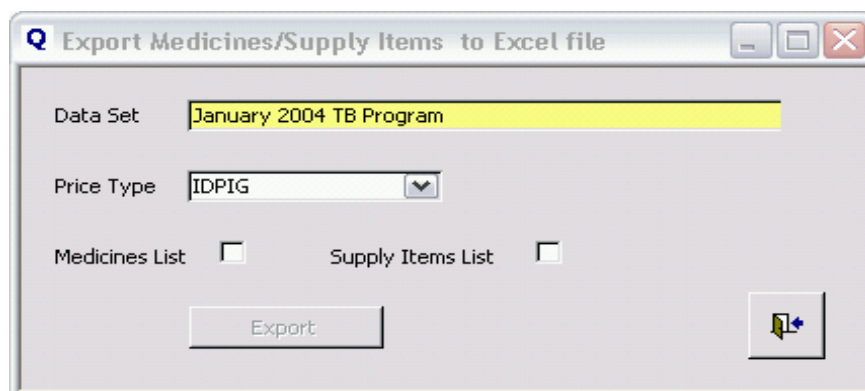 Q Export Medicines/Supply Items to Excel file
Data Set January 2004 TB Program
Price Type IDPIG
Medicines List Supply Items List
Export